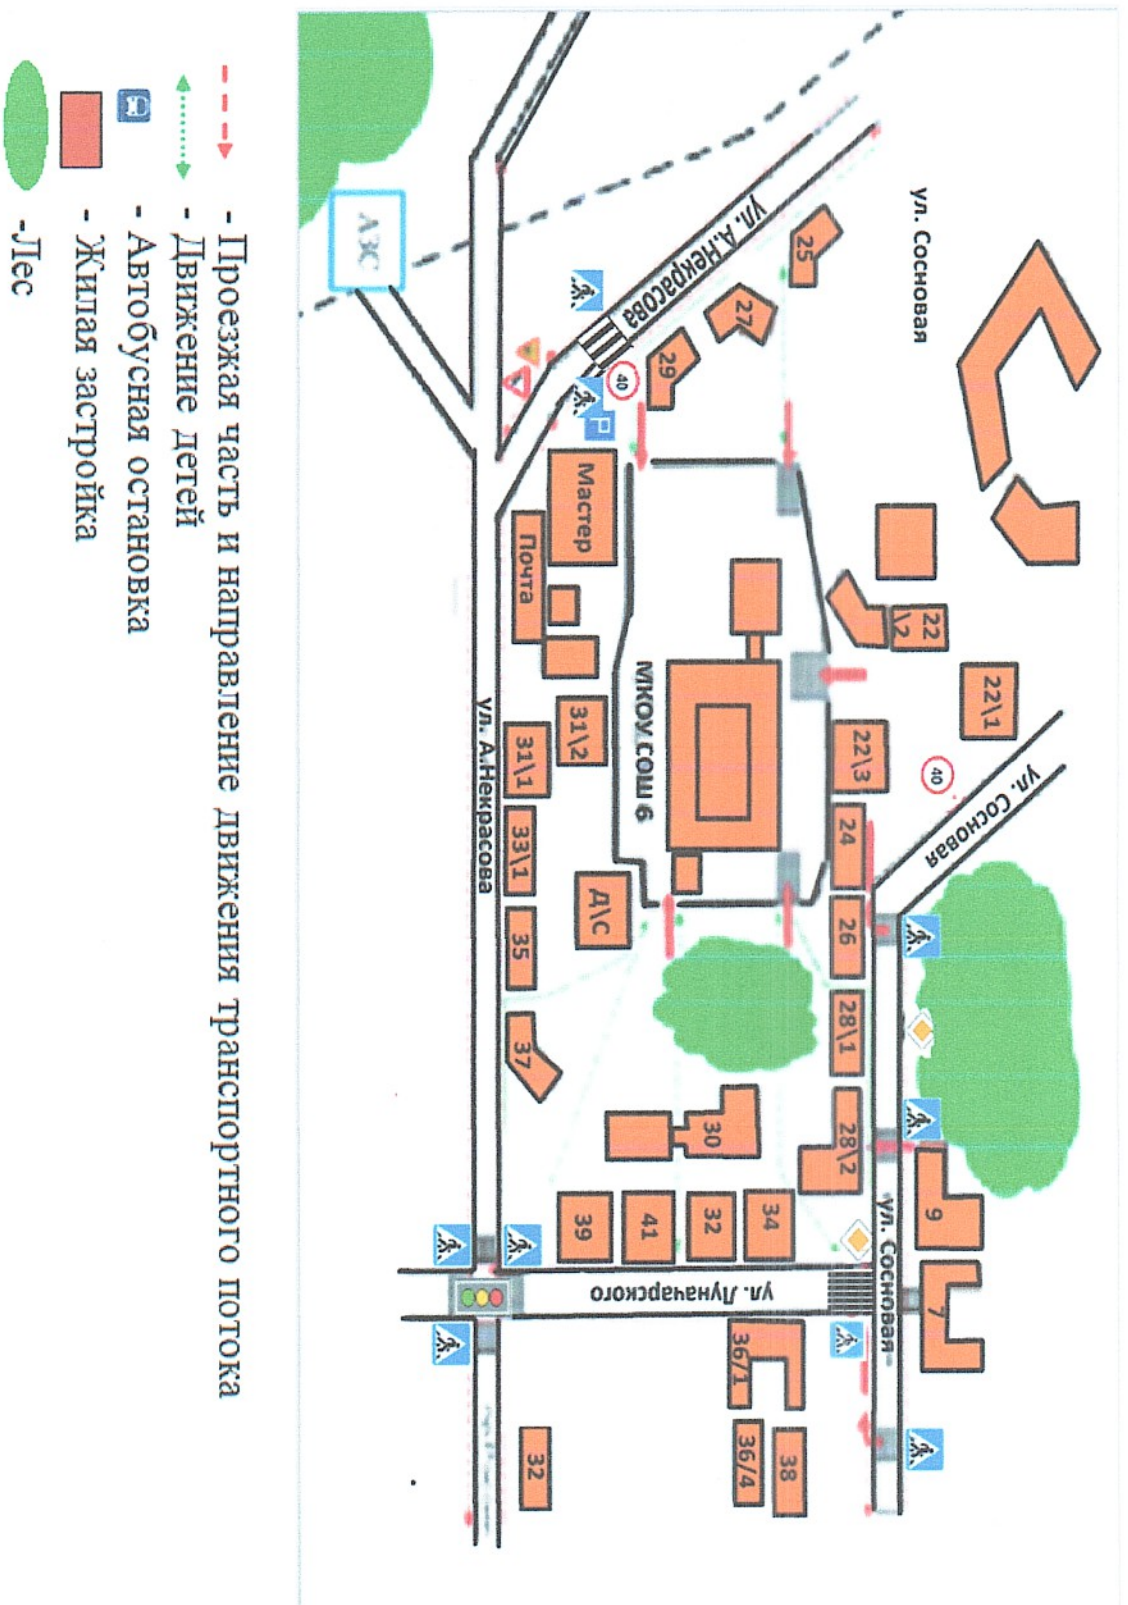 ул. Сосновая
22\1
ул. Сосновая
40
9
7
22
\2
22\3
24
26
28\1
28\2
ул. Сосновая
25
27
29
ул. А.Некрасова
40
P
МКОУ СОШ 6
30
34
32
41
39
ул. Луначарского
36/1
38
36/4
Мастер
Почта
31\2
31\1
33\1
Д\С
35
37
32
ул. А.Некрасова
АЗС
- Проезжая часть и направление движения транспортного потока
- Движение детей
- Автобусная остановка
- Жилая застройка
-Лес